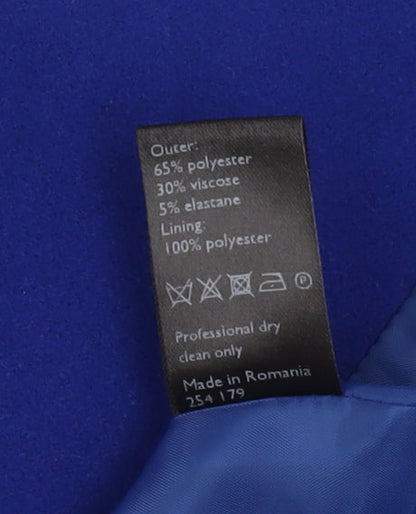 Outer:
65% polyester
30% viscose
5% elastane
Lining:
100% polyester
P
Professional dry
clean only
Made in Romania
254 179